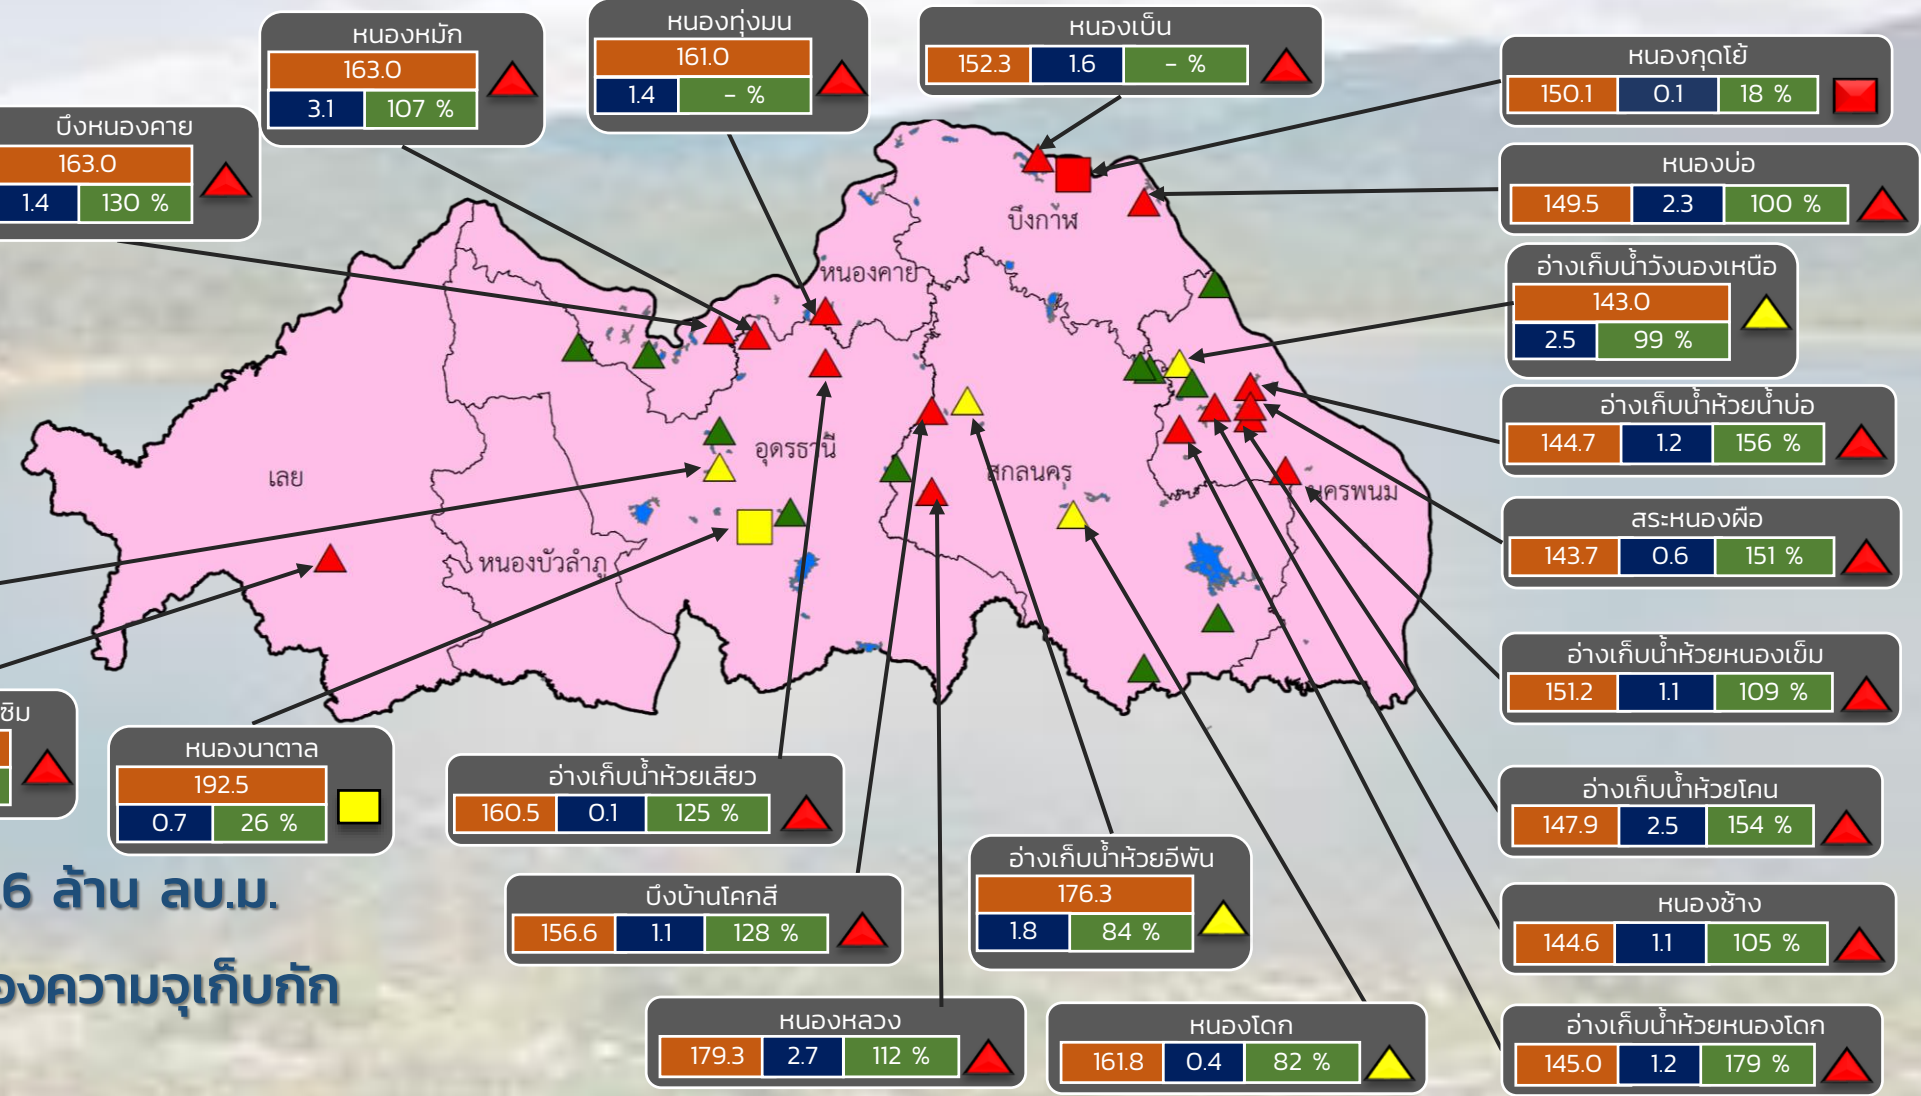 หนองหมัก
163.0
3.1 107 %
หนองทุ่งมน
161.0
1.4 - %
หนองเบ็น
152.3 1.6 - %
หนองกุดโย้
150.1 0.1 18 %
บึงหนองคาย
163.0
1.4 130 %
หนองบ่อ
149.5 2.3 100 %
บึงกาฬ
หนองคาย
อ่างเก็บน้ำวังนองเหนือ
143.0
2.5 99 %
อ่างเก็บน้ำห้วยน้ำบ่อ
144.7 1.2 156 %
เลย
อุดรธานี
สกลนคร
นครพนม
หนองบัวลำภู
สระหนองผือ
143.7 0.6 151 %
อ่างเก็บน้ำห้วยหนองเข็ม
151.2 1.1 109 %
ซิม
หนองนาตาล
192.5
0.7 26 %
อ่างเก็บน้ำห้วยเสียว
160.5 0.1 125 %
อ่างเก็บน้ำห้วยโคน
147.9 2.5 154 %
อ่างเก็บน้ำห้วยอีพัน
176.3
1.8 84 %
บึงบ้านโคกสี
156.6 1.1 128 %
หนองช้าง
144.6 1.1 105 %
.6 ล้าน ลบ.ม.
องความจุเก็บกัก
หนองหลวง
179.3 2.7 112 %
หนองโดก
161.8 0.4 82 %
อ่างเก็บน้ำห้วยหนองโดก
145.0 1.2 179 %